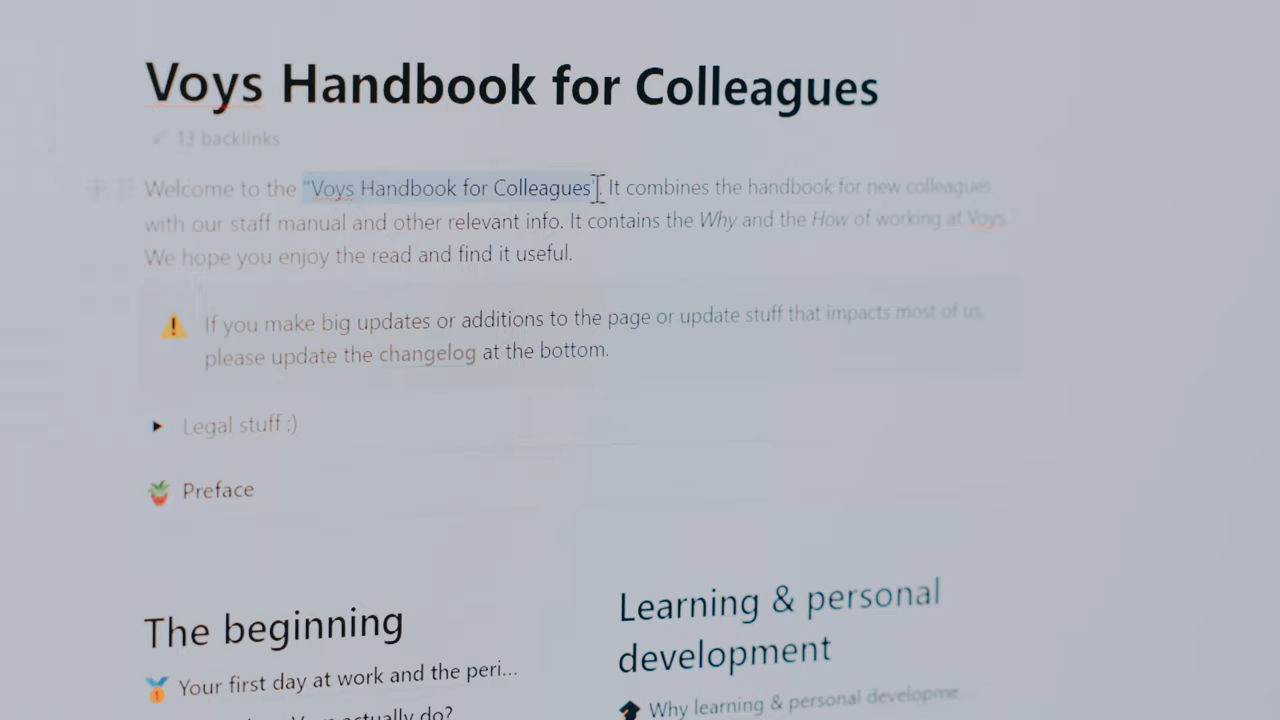 Voys Handbook for Colleagues
13 backlinks
Welcome to the "Voys Handbook for Colleagues". It combines the handbook for new colleagues
with our staff manual and other relevant info. It contains the Why and the How of working at Voys.
We hope you enjoy the read and find it useful.
If you make big updates or additions to the page or update stuff that impacts most of us,
please update the changelog at the bottom.
Legal stuff ;)
Preface
The beginning
Your first day at work and the peri...
Voys actually do?
Learning & personal
development
Why learning & personal developme...